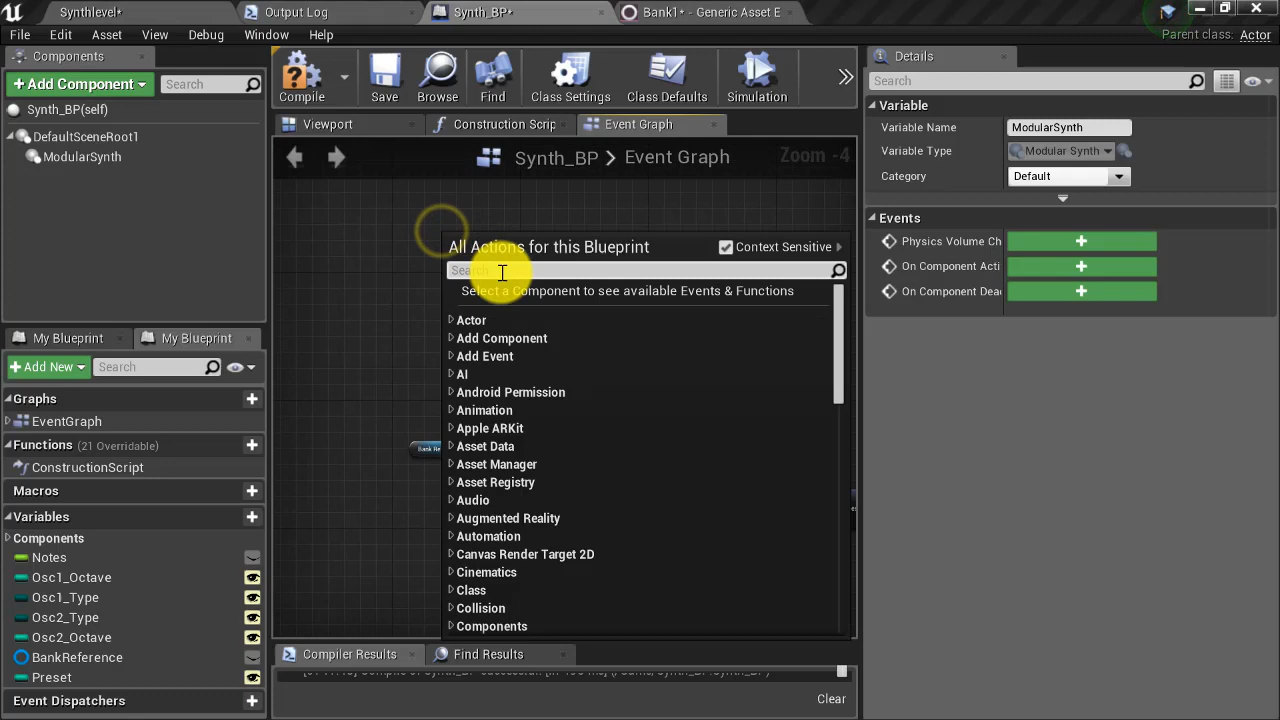 Synthlevel*
Output Log
Synth_BP*
Bank1* - Generic Asset E
File
Edit
Asset
View
Debug
Window
Help
Parent class: Actor
Components
Add Component
Search
Synth_BP(self)
DefaultSceneRoot1
ModularSynth
Compile
Save
Browse
Find
Class Settings
Class Defaults
Simulation
Viewport
Construction Scrip
Event Graph
Synth_BP > Event Graph
Zoom -4
All Actions for this Blueprint
Context Sensitive
Search
Select a Component to see available Events & Functions
Actor
Add Component
Add Event
AI
Android Permission
Animation
Apple ARKit
Asset Data
Asset Manager
Asset Registry
Audio
Augmented Reality
Automation
Canvas Render Target 2D
Cinematics
Class
Collision
Components
Bank Re
My Blueprint
My Blueprint
Add New
Search
Graphs
EventGraph
Functions (21 Overridable)
ConstructionScript
Macros
Variables
Components
Notes
Osc1_Octave
Osc1_Type
Osc2_Type
Osc2_Octave
BankReference
Preset
Event Dispatchers
Compiler Results
Find Results
Clear
Details
Search
Variable
Variable Name
ModularSynth
Variable Type
Modular Synth
Category
Default
Events
Physics Volume Ch
On Component Acti
On Component Deac